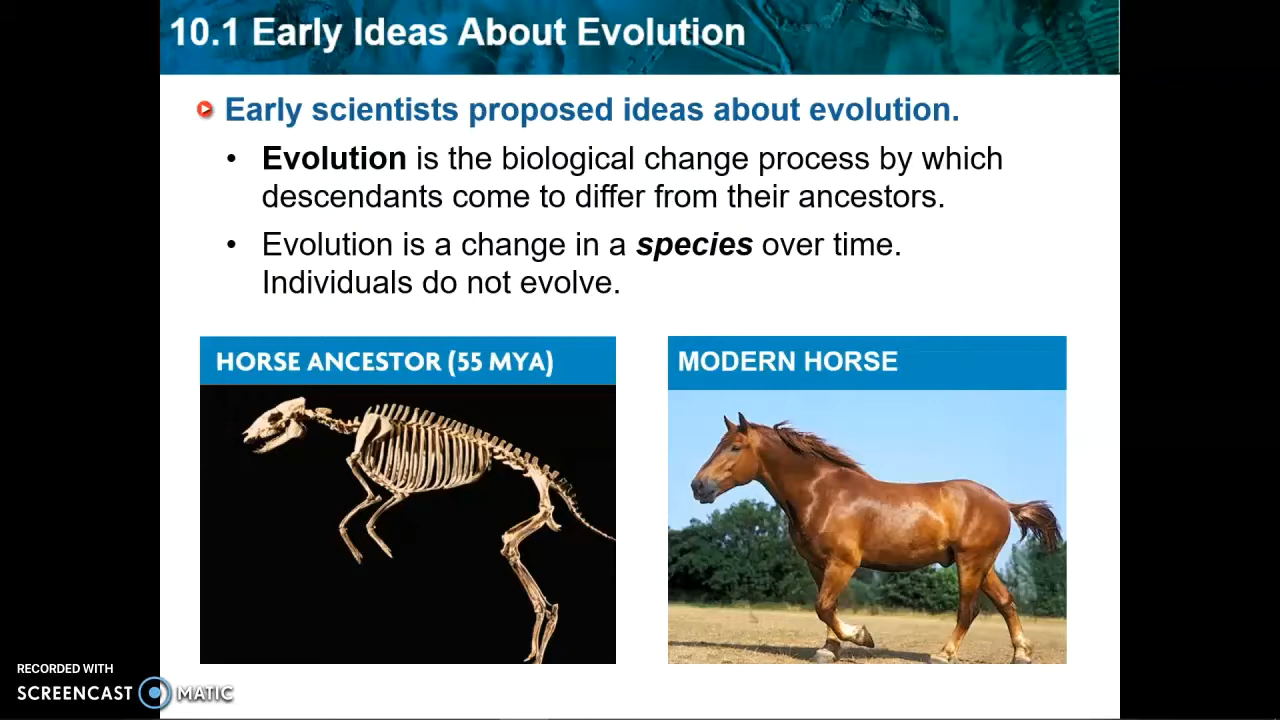 10.1 Early Ideas About Evolution
Early scientists proposed ideas about evolution.
• Evolution is the biological change process by which
descendants come to differ from their ancestors.
• Evolution is a change in a species over time.
Individuals do not evolve.
HORSE ANCESTOR (55 MYA)
MODERN HORSE
RECORDED WITH
SCREENCAST MATIC